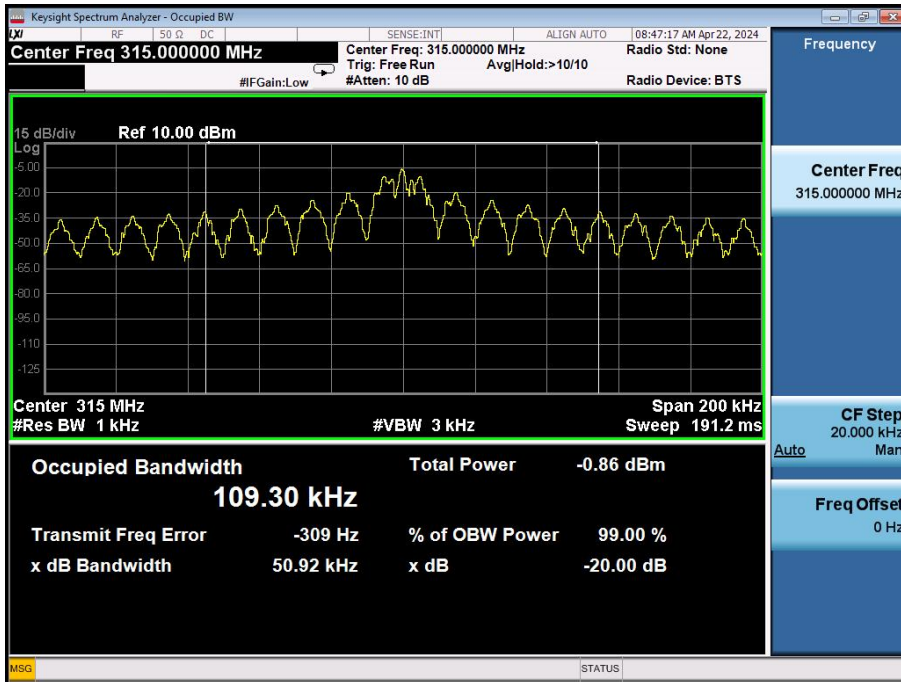 Keysight Spectrum Analyzer - Occupied BW
LXI RF 50 Ω DC SENSE:INT ALIGN AUTO 08:47:17 AM Apr 22, 2024
Center Freq 315.000000 MHz
Center Freq: 315.000000 MHz Radio Std: None
Trig: Free Run Avg|Hold:>10/10
#IFGain:Low #Atten: 10 dB Radio Device: BTS
Frequency
15 dB/div Ref 10.00 dBm
Log
-5.00
-20.0
-35.0
-50.0
-65.0
-80.0
-95.0
-110
-125
Center 315 MHz Span 200 kHz
#Res BW 1 kHz #VBW 3 kHz Sweep 191.2 ms
Center Freq
315.000000 MHz
CF Step
20.000 kHz
Auto Man
Freq Offset
0 Hz
Occupied Bandwidth Total Power -0.86 dBm
109.30 kHz
Transmit Freq Error -309 Hz % of OBW Power 99.00 %
x dB Bandwidth 50.92 kHz x dB -20.00 dB
MSG STATUS